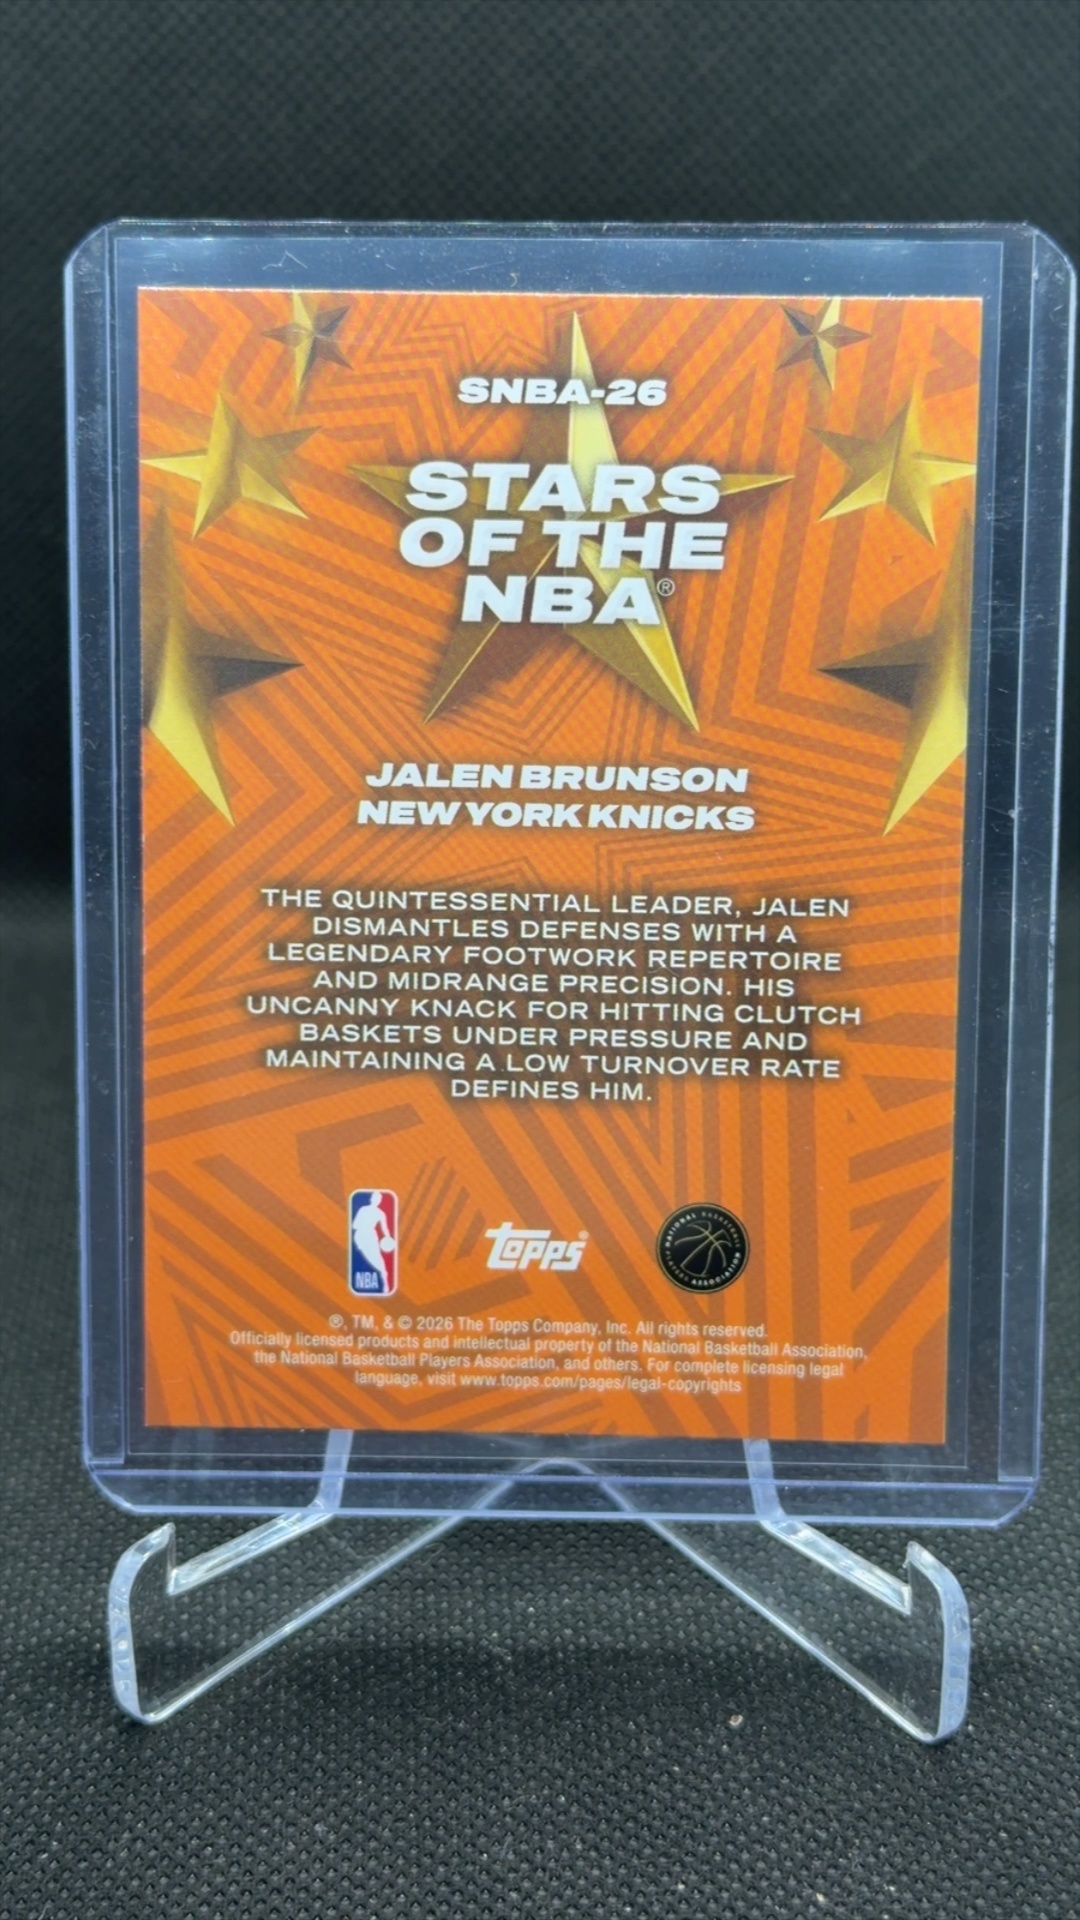 SNBA-26
STARS
OF THE
NBA®
JALEN BRUNSON
NEW YORK KNICKS
THE QUINTESSENTIAL LEADER, JALEN
DISMANTLES DEFENSES WITH A
LEGENDARY FOOTWORK REPERTOIRE
AND MIDRANGE PRECISION. HIS
UNCANNY KNACK FOR HITTING CLUTCH
BASKETS UNDER PRESSURE AND
MAINTAINING A LOW TURNOVER RATE
DEFINES HIM.
NBA
topps®
NATIONAL BASKETBALL PLAYERS ASSOCIATION
®, TM, & © 2026 The Topps Company, Inc. All rights reserved.
Officially licensed products and intellectual property of the National Basketball Association,
the National Basketball Players Association, and others. For complete licensing legal
language, visit www.topps.com/pages/legal-copyrights